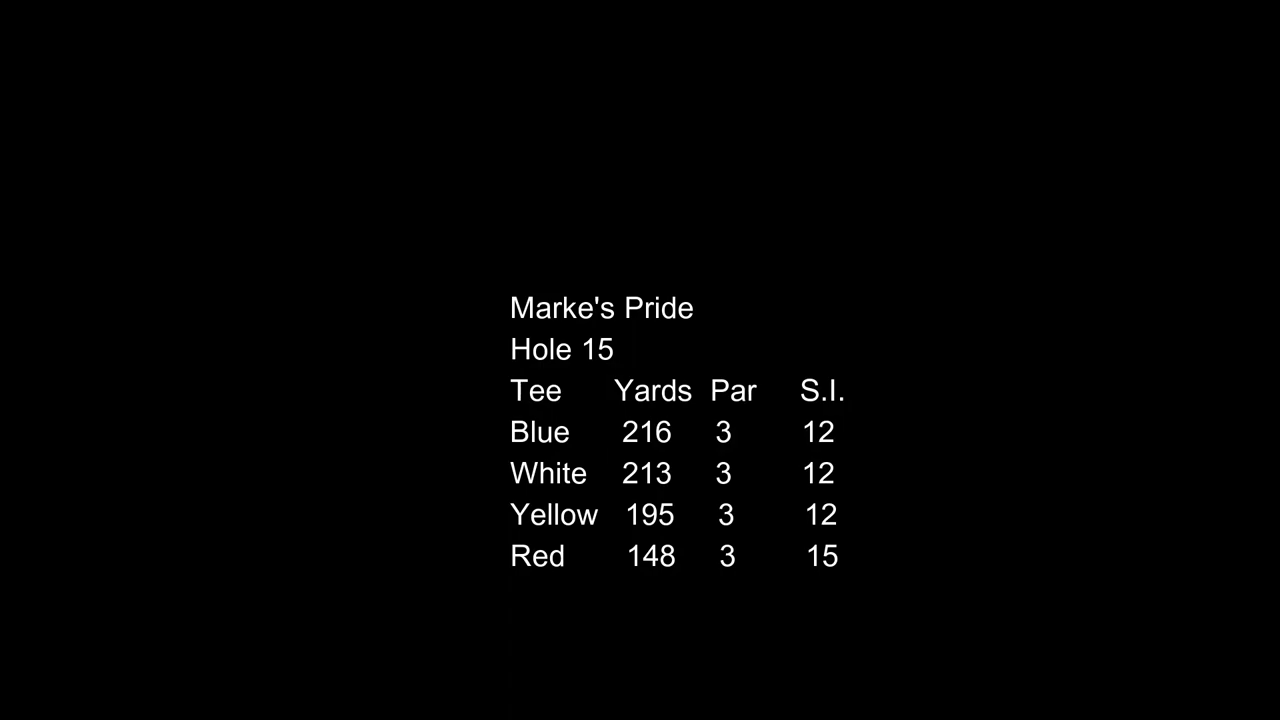 Marke's Pride
Hole 15
Tee Yards Par S.I.
Blue 216 3 12
White 213 3 12
Yellow 195 3 12
Red 148 3 15